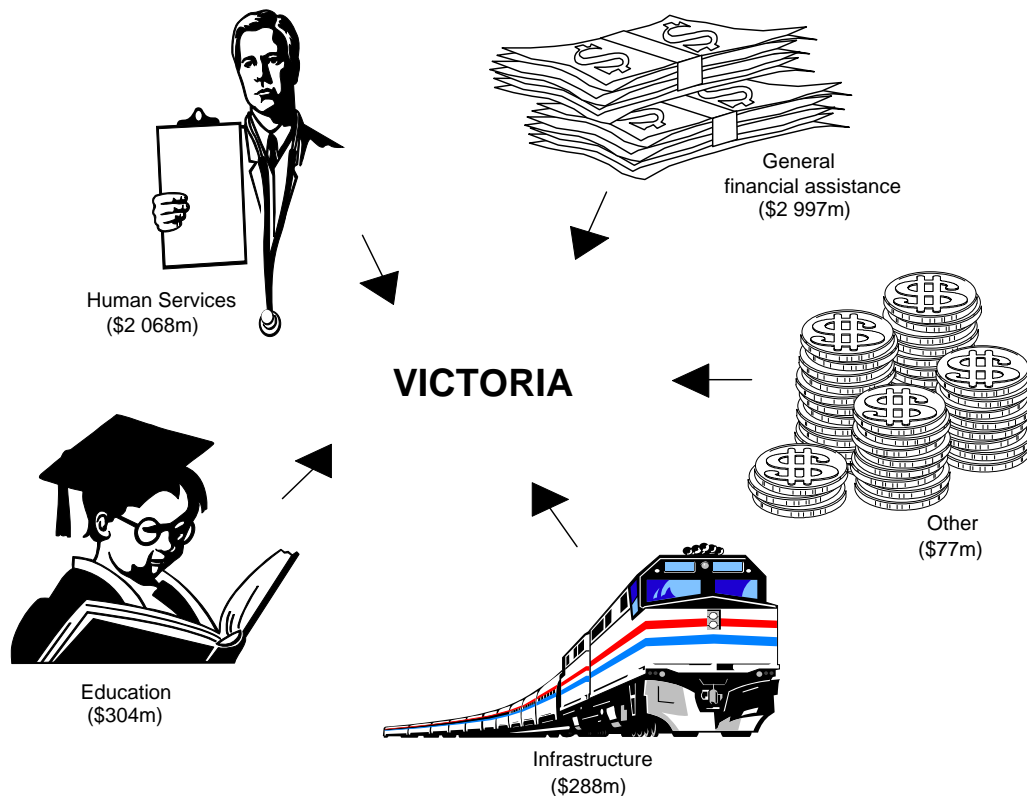 General
financial assistance
($2 997m)
Human Services
($2 068m)
VICTORIA
Other
($77m)
Education
($304m)
Infrastructure
($288m)